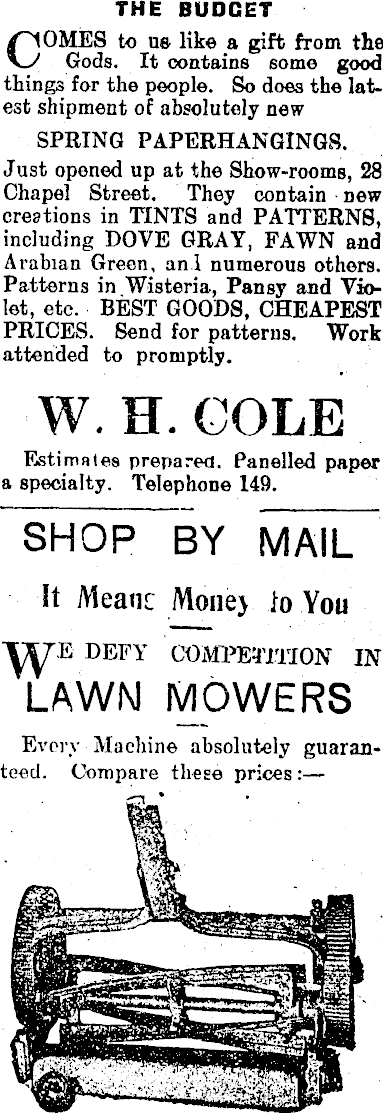 THE BUDGET
COMES to us like a gift from the
Gods. It contains some good
things for the people. So does the lat-
est shipment of absolutely new
SPRING PAPERHANGINGS.
Just opened up at the Show-rooms, 28
Chapel Street. They contain new
creations in TINTS and PATTERNS,
including DOVE GRAY, FAWN and
Arabian Green, and numerous others.
Patterns in Wisteria, Pansy and Vio-
let, etc. BEST GOODS, CHEAPEST
PRICES. Send for patterns. Work
attended to promptly.
W. H. COLE
Estimates prepared. Panelled paper
a specialty. Telephone 149.
SHOP BY MAIL
It Means Money to You
WE DEFY COMPETITION IN
LAWN MOWERS
Every Machine absolutely guaran-
teed. Compare these prices:—